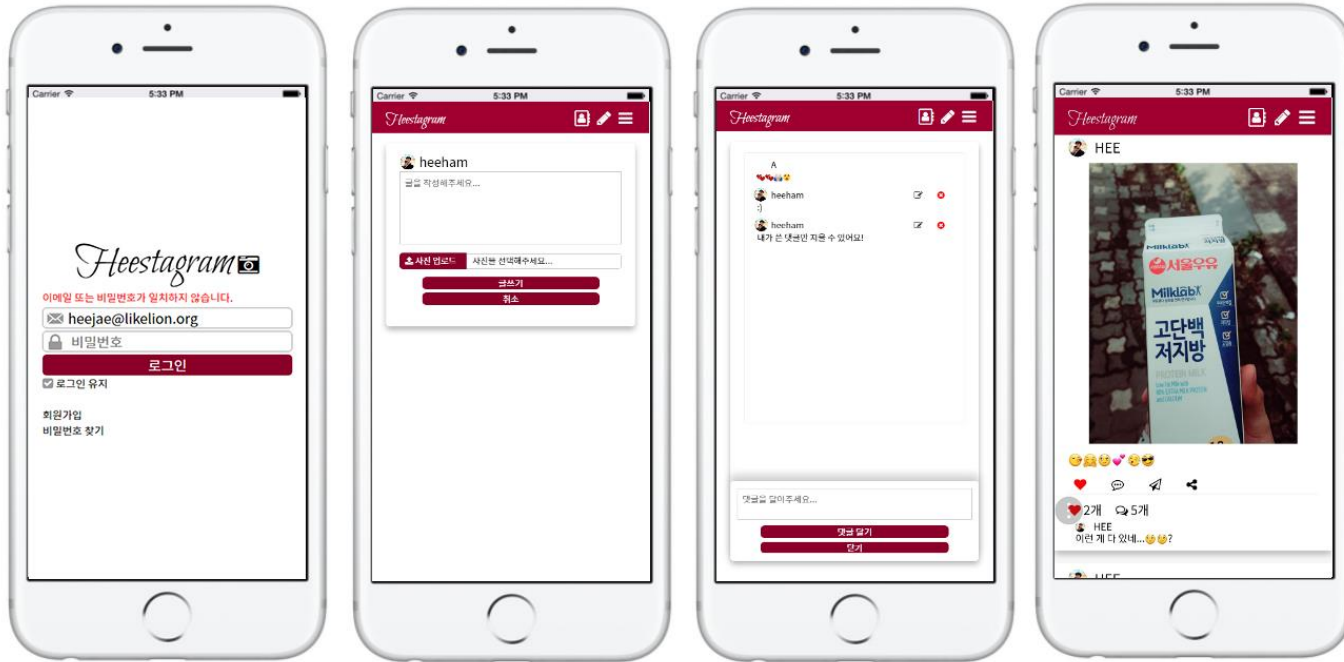 Carrier
5:33 PM
Heestagram
이메일 또는 비밀번호가 일치하지 않습니다.
heejae@likelion.org
비밀번호
로그인
로그인 유지
회원가입
비밀번호 찾기
Carrier
5:33 PM
Heestagram
heeham
글을 작성해주세요...
사진 업로드
사진을 선택해주세요...
글쓰기
취소
Carrier
5:33 PM
Heestagram
A
heeham
:)
heeham
내가 쓴 댓글만 지울 수 있어요!
댓글을 달아주세요...
댓글 달기
닫기
Carrier
5:33 PM
Heestagram
HEE
Milklab
저지방
서울우유
Milklab
고단백
저지방
PROTEIN MILK
2개 5개
HEE
이런 게 다 있네...?
HEE